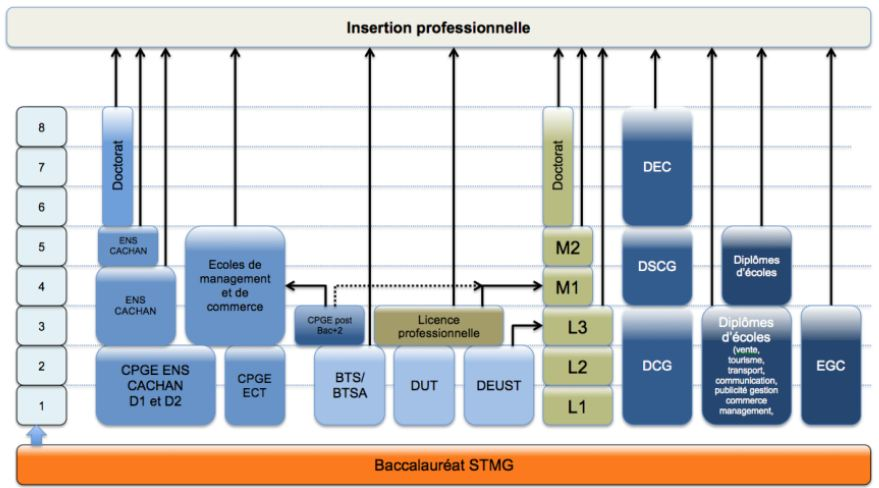 Insertion professionnelle
8
7
6
5
4
3
2
1
Doctorat
ENS
CACHAN
ENS
CACHAN
CPGE ENS
CACHAN
D1 et D2
Ecoles de
management
et de
commerce
CPGE
ECT
CPGE post
Bac+2
BTS/
BTSA
Licence
professionnelle
DUT
DEUST
Doctorat
M2
M1
L3
L2
L1
DEC
DSCG
DCG
Diplômes
d'écoles
Diplômes
d'écoles
(vente,
tourisme,
transport,
communication,
publicité gestion
commerce
management,
EGC
Baccalauréat STMG